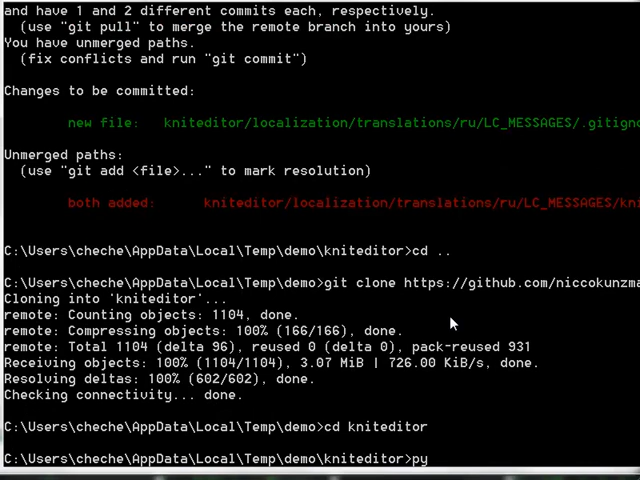 and have 1 and 2 different commits each, respectively.
(use "git pull" to merge the remote branch into yours)
You have unmerged paths.
(fix conflicts and run "git commit")
Changes to be committed:
new file: kniteditor/localization/translations/ru/LC_MESSAGES/.gitigno
Unmerged paths:
(use "git add <file>..." to mark resolution)
both added: kniteditor/localization/translations/ru/LC_MESSAGES/kni
C:\Users\cheche\AppData\Local\Temp\demo\kniteditor>cd ..
C:\Users\cheche\AppData\Local\Temp\demo>git clone https://github.com/niccokunzma
Cloning into 'kniteditor'...
remote: Counting objects: 1104, done.
remote: Compressing objects: 100% (166/166), done.
remote: Total 1104 (delta 96), reused 0 (delta 0), pack-reused 931
Receiving objects: 100% (1104/1104), 3.07 MiB | 726.00 KiB/s, done.
Resolving deltas: 100% (602/602), done.
Checking connectivity... done.
C:\Users\cheche\AppData\Local\Temp\demo>cd kniteditor
C:\Users\cheche\AppData\Local\Temp\demo\kniteditor>py